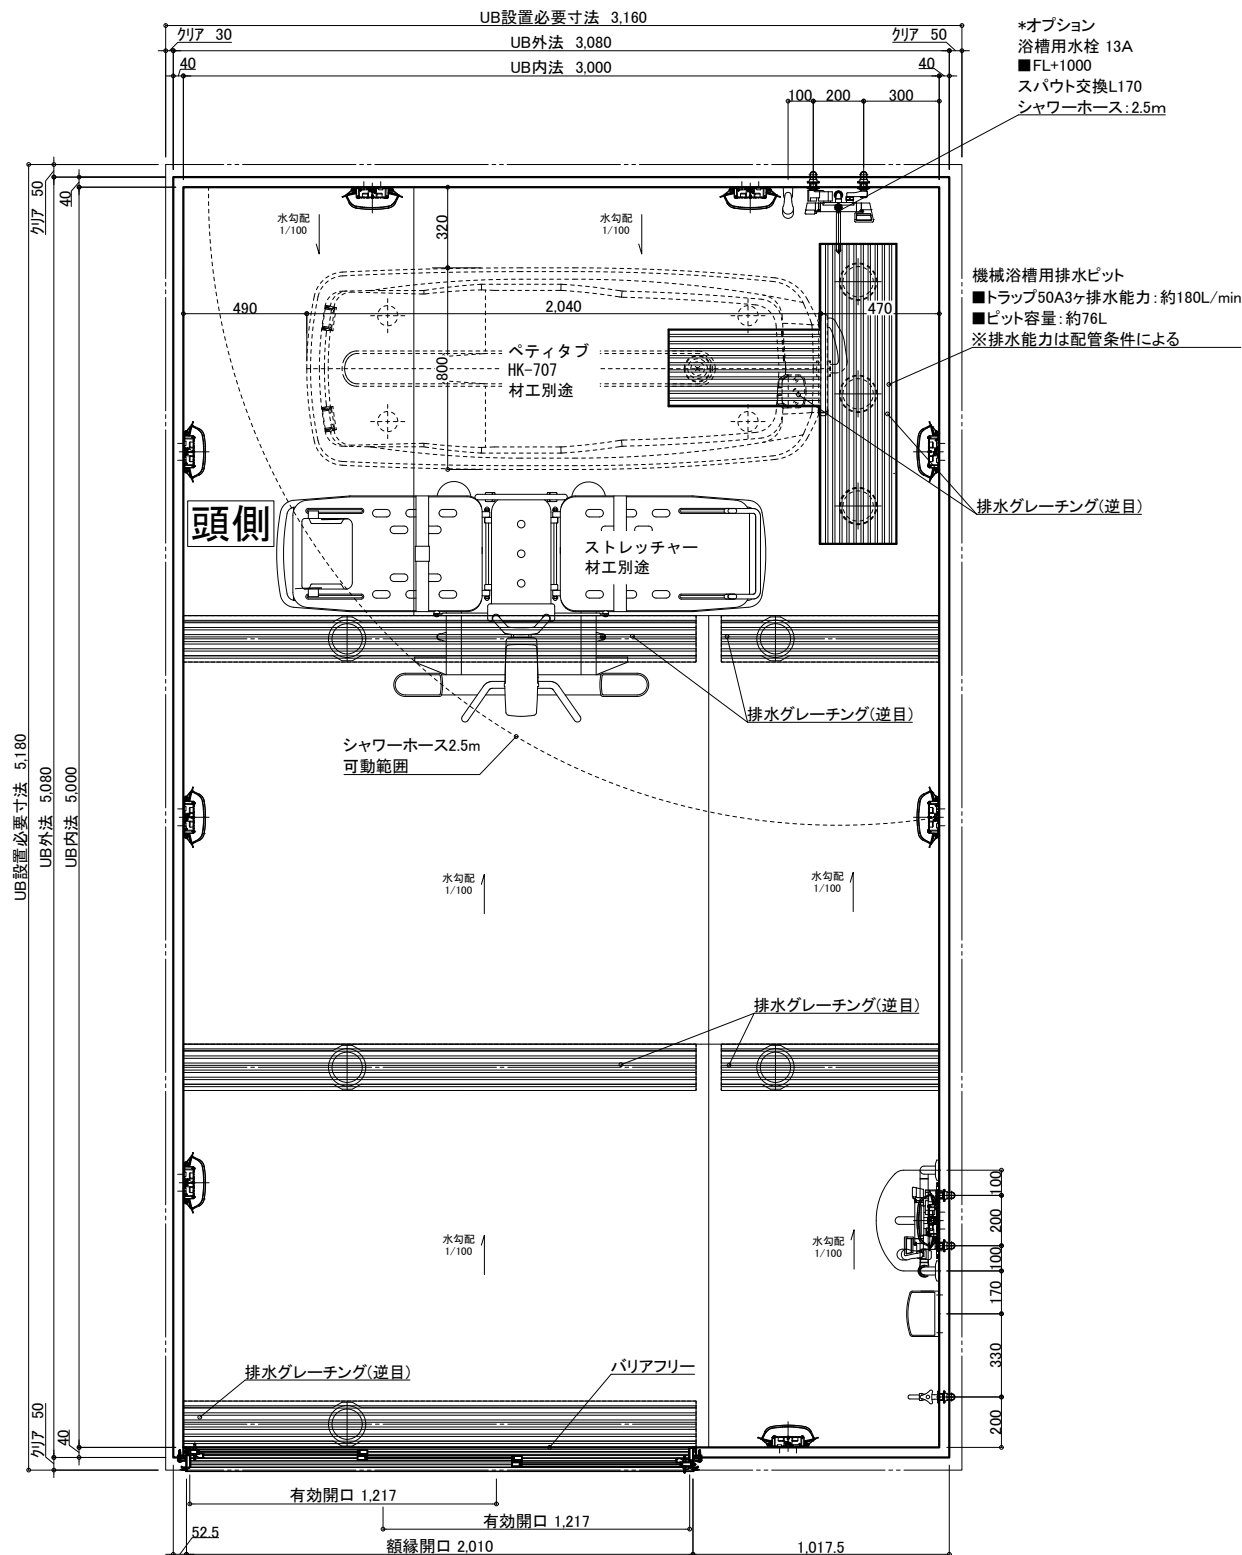 UB設置必要寸法 3,160
ｸﾘｱ 30
UB外法 3,080
ｸﾘｱ 50
40
UB内法 3,000
40
100
200
300
*オプション
浴槽用水栓 13A
■FL+1000
スパウト交換L170
シャワーホース：2.5m
ｸﾘｱ 50
40
水勾配
1/100
320
水勾配
1/100
機械浴槽用排水ピット
■トラップ50A3ヶ排水能力：約180L/min
■ピット容量：約76L
※排水能力は配管条件による
490
2,040
470
ペティタブ
HK-707
材工別途
800
排水グレーチング(逆目)
頭側
ストレッチャー
材工別途
排水グレーチング(逆目)
シャワーホース2.5m
可動範囲
UB設置必要寸法 5,180
UB外法 5,080
UB内法 5,000
水勾配
1/100
水勾配
1/100
排水グレーチング(逆目)
100
200
100
170
330
200
水勾配
1/100
水勾配
1/100
排水グレーチング(逆目)
バリアフリー
ｸﾘｱ 50
40
有効開口 1,217
有効開口 1,217
52.5
額縁開口 2,010
1,017.5